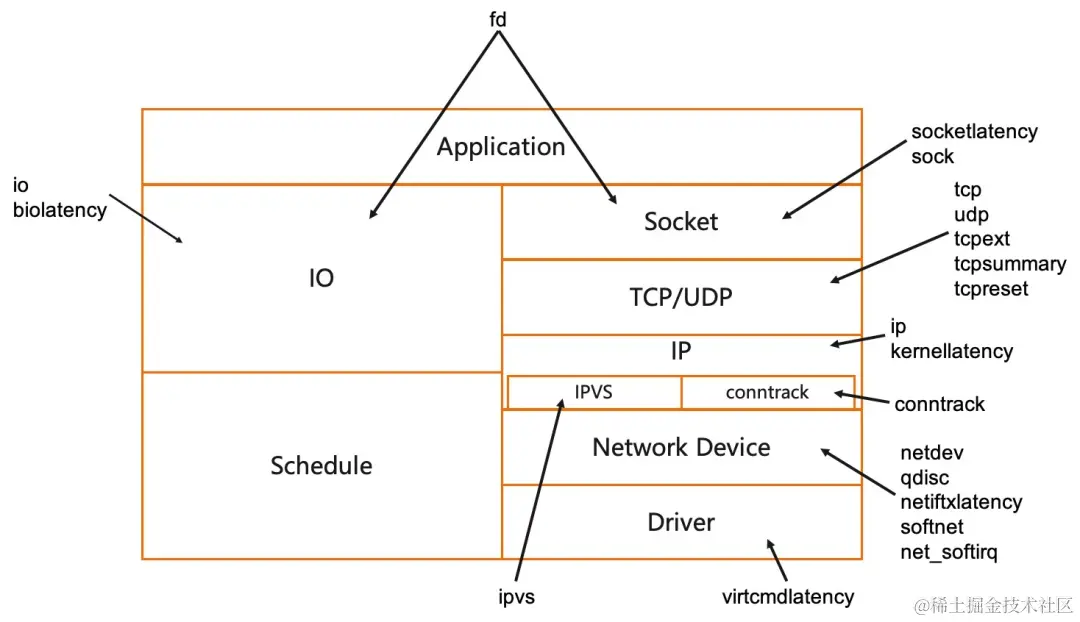 fd
Application
socketlatency
sock
io
biolatency
IO
Socket
tcp
udp
tcpext
tcpsummary
tcpreset
TCP/UDP
IP
ip
kernellatency
IPVS
conntrack
conntrack
Schedule
Network Device
netdev
qdisc
netiftxlatency
softnet
net_softirq
Driver
ipvs
virtcmdlatency
@稀土掘金技术社区